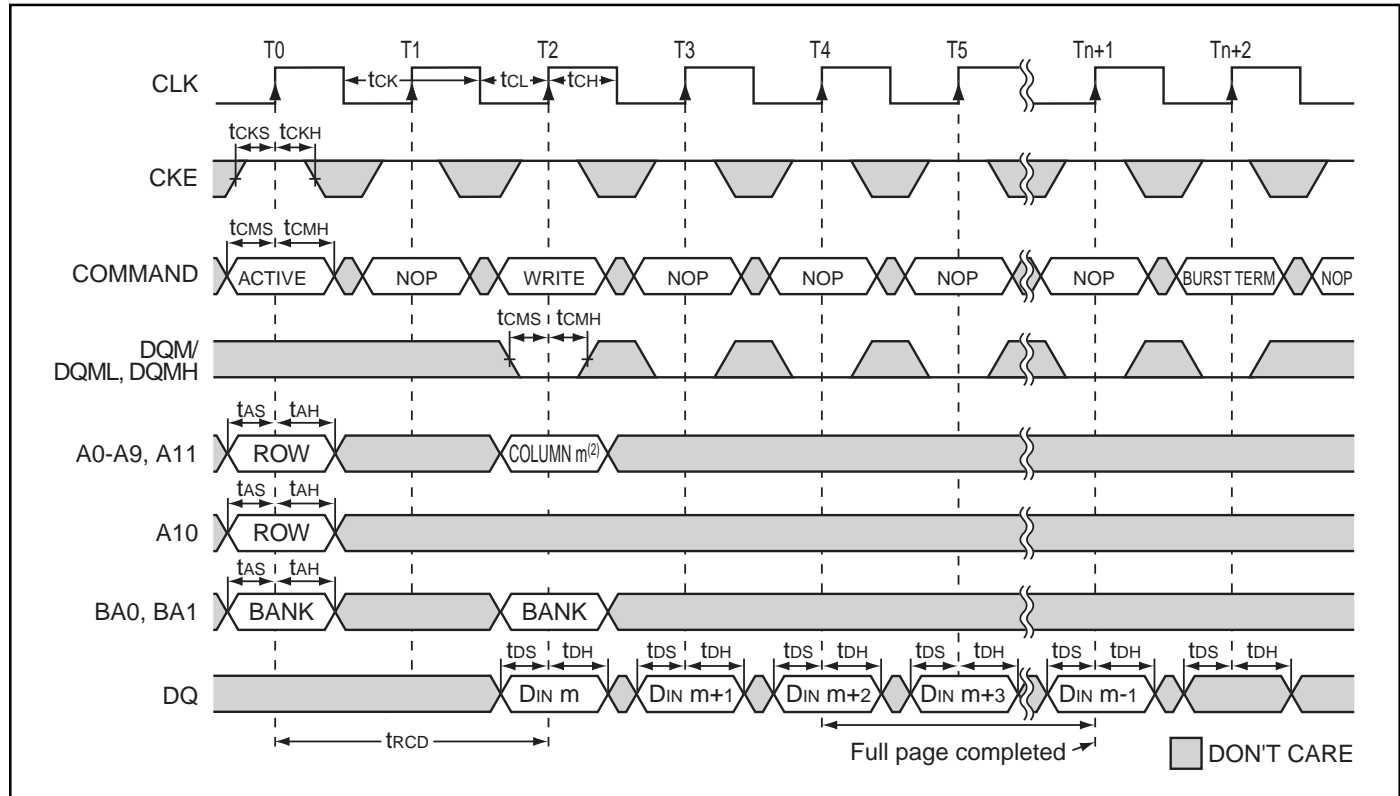 T0 T1 T2 T3 T4 T5 Tn+1 Tn+2
CLK
tCK tCL tCH
tCKS tCKH
CKE
tCMS tCMH
COMMAND ACTIVE NOP WRITE NOP NOP NOP NOP BURST TERM NOP
tCMS tCMH
DQM/
DQML, DQMH
tAS tAH
A0-A9, A11 ROW COLUMN m(2)
tAS tAH
A10 ROW
tAS tAH
BA0, BA1 BANK BANK
tDS tDH tDS tDH tDS tDH tDS tDH tDS tDH tDS tDH
DQ DIN m DIN m+1 DIN m+2 DIN m+3 DIN m-1
tRCD
Full page completed
DON'T CARE